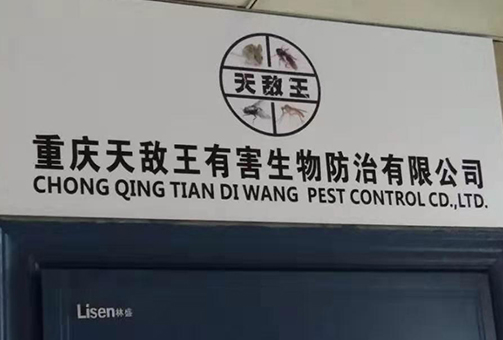 天敌王
重庆天敌王有害生物防治有限公司
CHONG QING TIAN DI WANG PEST CONTROL CD.,LTD.
Lisen林盛